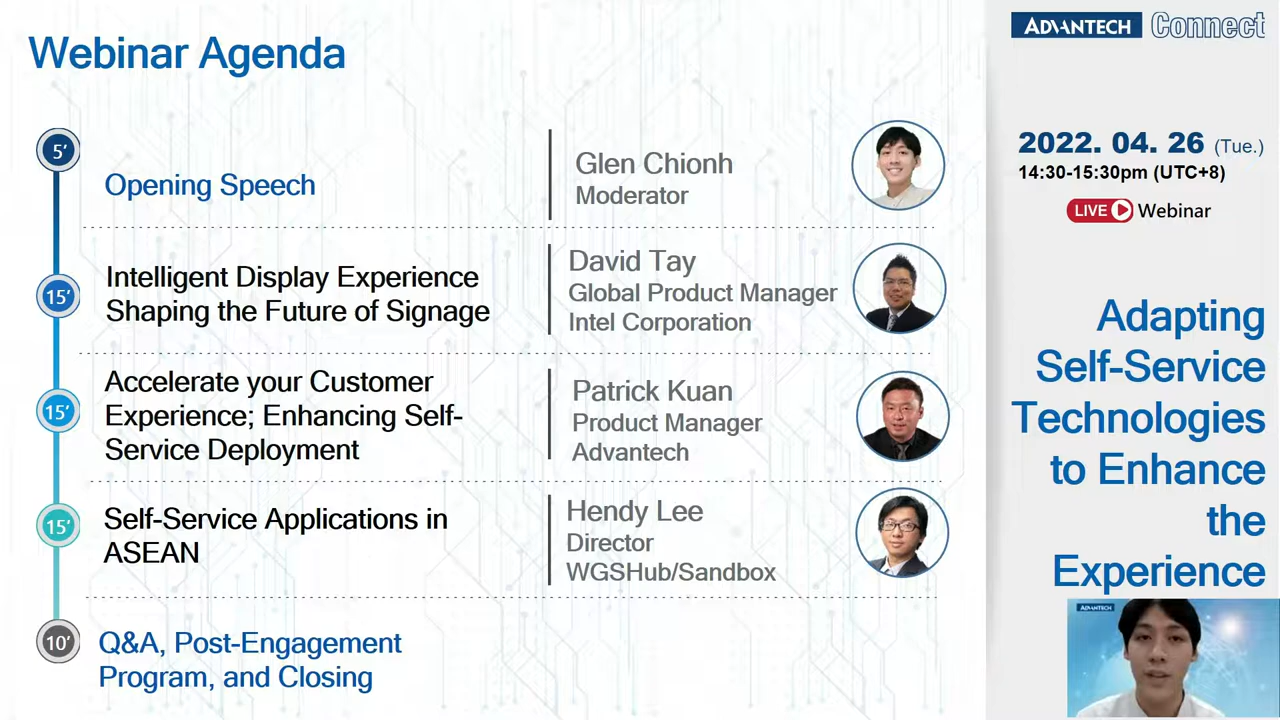 Webinar Agenda
5’
Opening Speech
Glen Chionh
Moderator
15’
Intelligent Display Experience
Shaping the Future of Signage
David Tay
Global Product Manager
Intel Corporation
15’
Accelerate your Customer
Experience; Enhancing Self-
Service Deployment
Patrick Kuan
Product Manager
Advantech
15’
Self-Service Applications in
ASEAN
Hendy Lee
Director
WGSHub/Sandbox
10’
Q&A, Post-Engagement
Program, and Closing
ADVANTECH Connect
2022. 04. 26 (Tue.)
14:30-15:30pm (UTC+8)
LIVE Webinar
Adapting
Self-Service
Technologies
to Enhance
the
Experience
ADVANTECH